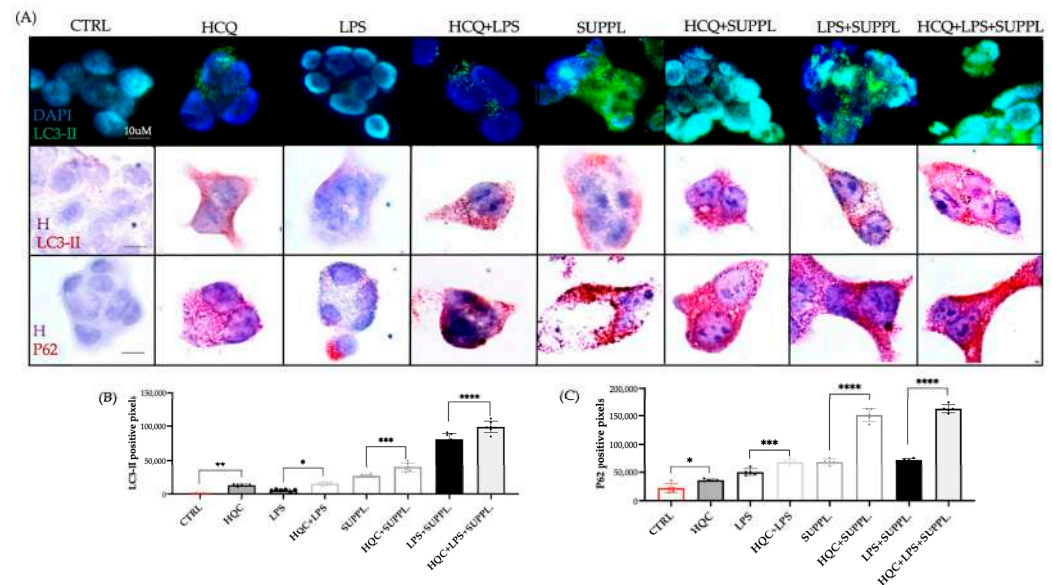 (A)
CTRL HCQ LPS HCQ+LPS SUPPL HCQ+SUPPL LPS+SUPPL HCQ+LPS+SUPPL
DAPI
LC3-II 10uM
H
LC3-II
H
P62
(B)
LC3-II positive pixels
150,000
100,000
50,000
0
** * *** ****
CTRL HQC LPS HQC+LPS SUPPL HQC+SUPPL LPS+SUPPL HQC+LPS+SUPPL
(C)
P62 positive pixels
200,000
150,000
100,000
50,000
0
* *** **** ****
CTRL HQC LPS HQC+LPS SUPPL HQC+SUPPL. LPS+SUPPL HQC+LPS+SUPPL